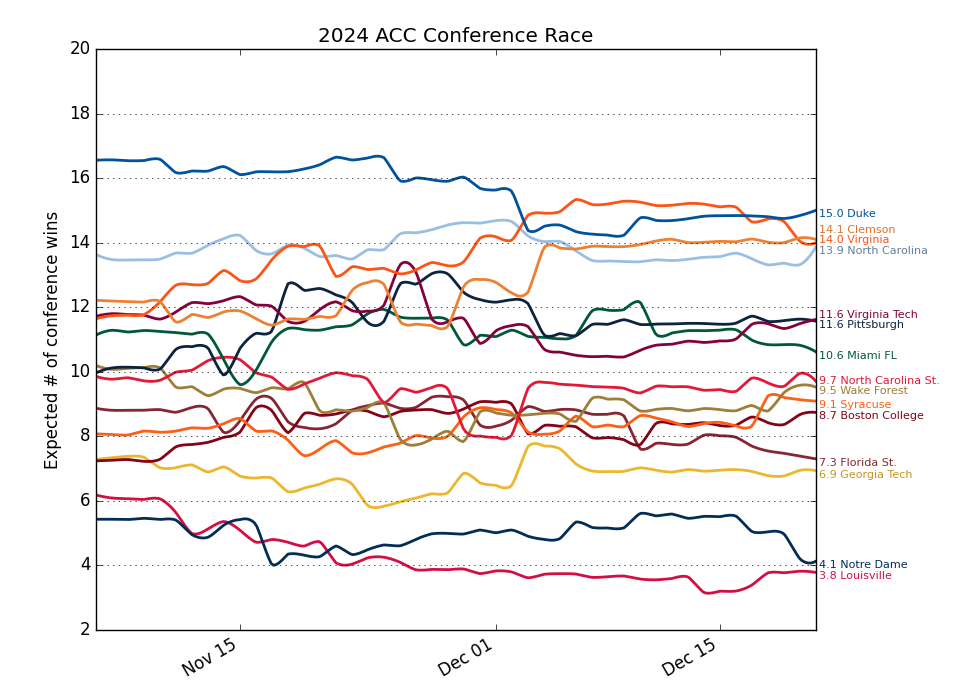 2024 ACC Conference Race
Expected # of conference wins
20
18
16
14
12
10
8
6
4
2
Nov 15
Dec 01
Dec 15
15.0 Duke
14.1 Clemson
14.0 Virginia
13.9 North Carolina
11.6 Virginia Tech
11.6 Pittsburgh
10.6 Miami FL
9.7 North Carolina St.
9.5 Wake Forest
9.1 Syracuse
8.7 Boston College
7.3 Florida St.
6.9 Georgia Tech
4.1 Notre Dame
3.8 Louisville